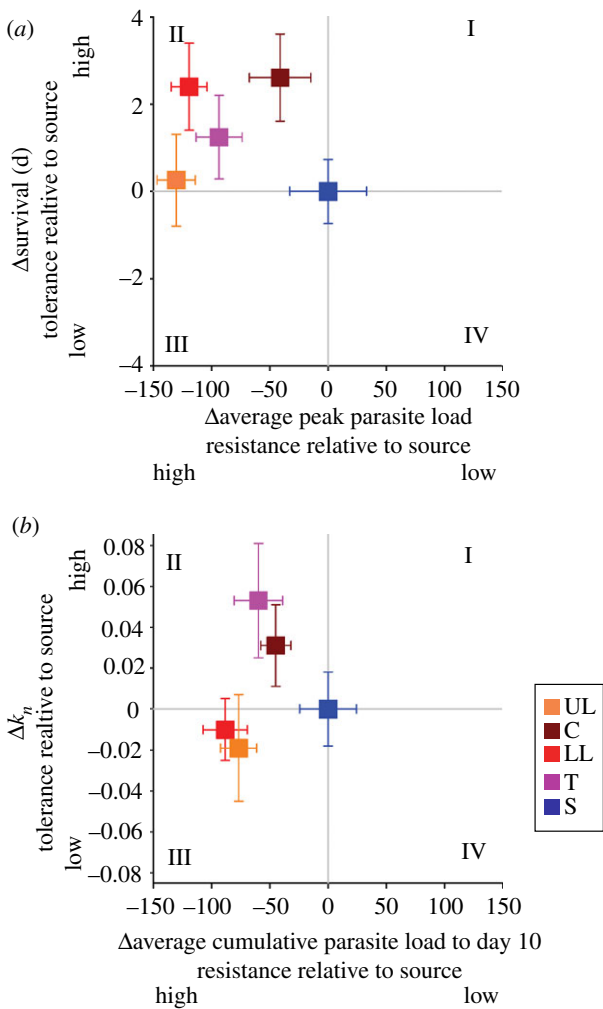 (a)
II
I
high
Δsurvival (d)
tolerance realtive to source
low
4
2
0
−2
−4
III
IV
−150 −100 −50 0 50 100 150
Δaverage peak parasite load
resistance relative to source
high low
(b)
II
I
high
Δkn
tolerance realtive to source
low
0.08
0.06
0.04
0.02
0
−0.02
−0.04
−0.06
−0.08
III
IV
UL
C
LL
T
S
−150 −100 −50 0 50 100 150
Δaverage cumulative parasite load to day 10
resistance relative to source
high low